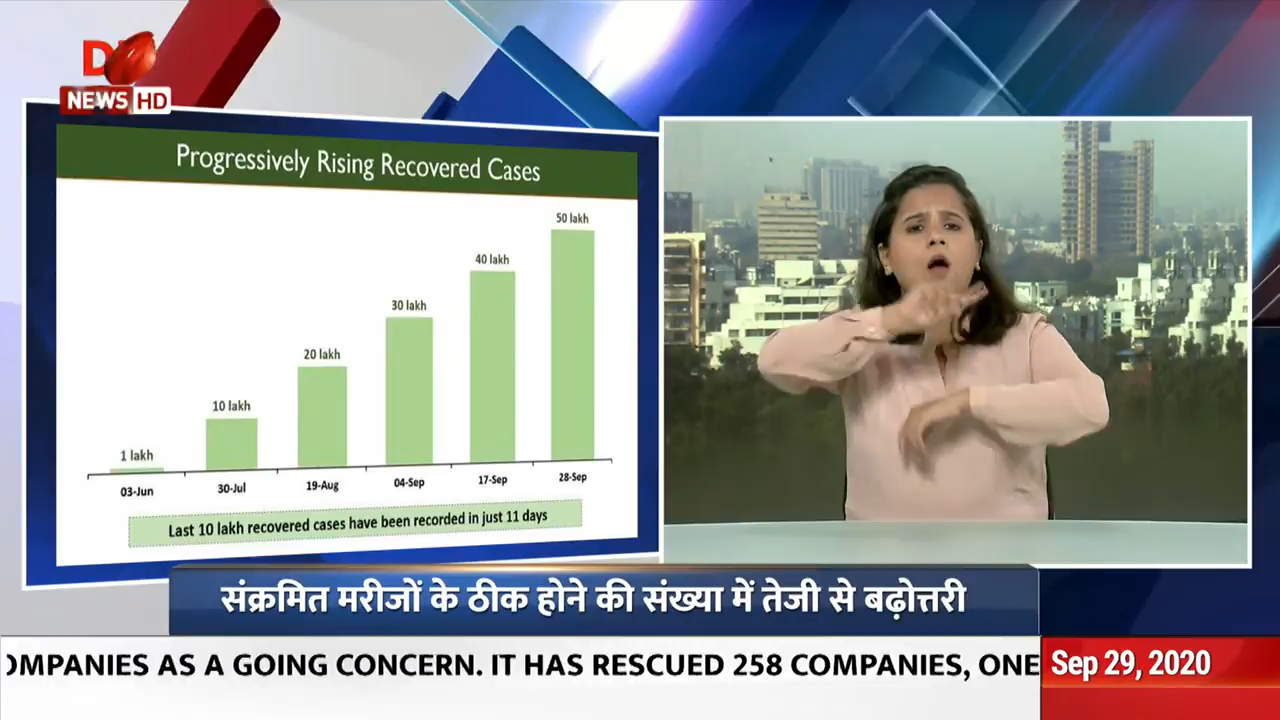 DD
NEWS HD
Progressively Rising Recovered Cases
50 lakh
40 lakh
30 lakh
20 lakh
10 lakh
1 lakh
03-Jun 30-Jul 19-Aug 04-Sep 17-Sep 28-Sep
Last 10 lakh recovered cases have been recorded in just 11 days
संक्रमित मरीजों के ठीक होने की संख्या में तेजी से बढ़ोत्तरी
OMPANIES AS A GOING CONCERN. IT HAS RESCUED 258 COMPANIES, ONE
Sep 29, 2020